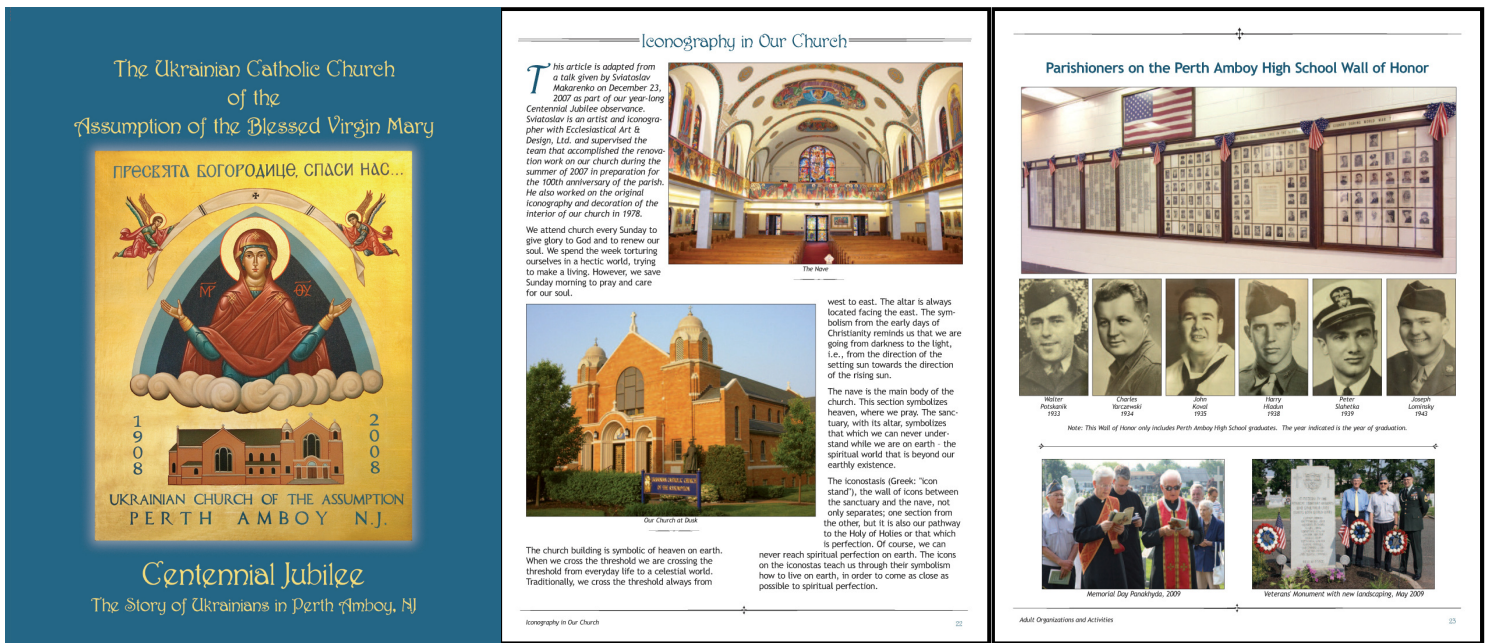 The Ukrainian Catholic Church
of the
Assumption of the Blessed Virgin Mary
ПРЕСВЯТА БОГОРОДИЦЕ, СПАСИ НАС...
МР ΘΥ
1908
2008
UKRAINIAN CHURCH OF THE ASSUMPTION
PERTH AMBOY N.J.
Centennial Jubilee
The Story of Ukrainians in Perth Amboy, NJ
Iconography in Our Church
This article is adapted from
a talk given by Sviatoslav
Makarenko on December 23,
2007 as part of our year-long
Centennial Jubilee observance.
Sviatoslav is an artist and iconogra-
pher with Ecclesiastical Art &
Design, Ltd. and supervised the
team that accomplished the renova-
tion work on our church during the
summer of 2007 in preparation for
the 100th anniversary of the parish.
He also worked on the original
iconography and decoration of the
interior of our church in 1978.
We attend church every Sunday to
give glory to God and to renew our
soul. We spend the week torturing
ourselves in a hectic world, trying
to make a living. However, we save
Sunday morning to pray and care
for our soul.
The Nave
UKRAINIAN CATHOLIC CHURCH
OF THE ASSUMPTION
Our Church at Dusk
The church building is symbolic of heaven on earth.
When we cross the threshold we are crossing the
threshold from everyday life to a celestial world.
Traditionally, we cross the threshold always from
west to east. The altar is always
located facing the east. The sym-
bolism from the early days of
Christianity reminds us that we are
going from darkness to the light,
i.e., from the direction of the
setting sun towards the direction
of the rising sun.
The nave is the main body of the
church. This section symbolizes
heaven, where we pray. The sanc-
tuary, with its altar, symbolizes
that which we can never under-
stand while we are on earth - the
spiritual world that is beyond our
earthly existence.
The iconostasis (Greek: "icon
stand"), the wall of icons between
the sanctuary and the nave, not
only separates; one section from
the other, but it is also our pathway
to the Holy of Holies or that which
is perfection. Of course, we can
never reach spiritual perfection on earth. The icons
on the iconostas teach us through their symbolism
how to live on earth, in order to come as close as
possible to spiritual perfection.
Iconography in Our Church
22
Parishioners on the Perth Amboy High School Wall of Honor
Walter
Potskanik
1933
Charles
Yarczewski
1934
John
Koval
1935
Harry
Hladun
1938
Peter
Slahetka
1939
Joseph
Lominsky
1943
Note: This Wall of Honor only includes Perth Amboy High School graduates. The year indicated is the year of graduation.
Memorial Day Panakhyda, 2009
Veterans' Monument with new landscaping, May 2009
Adult Organizations and Activities
23